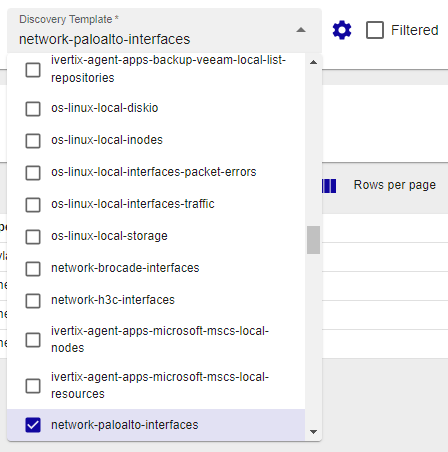 Discovery Template *
network-paloalto-interfaces
Filtered
ivertix-agent-apps-backup-veeam-local-list-
repositories
os-linux-local-diskio
os-linux-local-inodes
os-linux-local-interfaces-packet-errors
os-linux-local-interfaces-traffic
Rows per page
os-linux-local-storage
network-brocade-interfaces
network-h3c-interfaces
ivertix-agent-apps-microsoft-mscs-local-
nodes
ivertix-agent-apps-microsoft-mscs-local-
resources
network-paloalto-interfaces